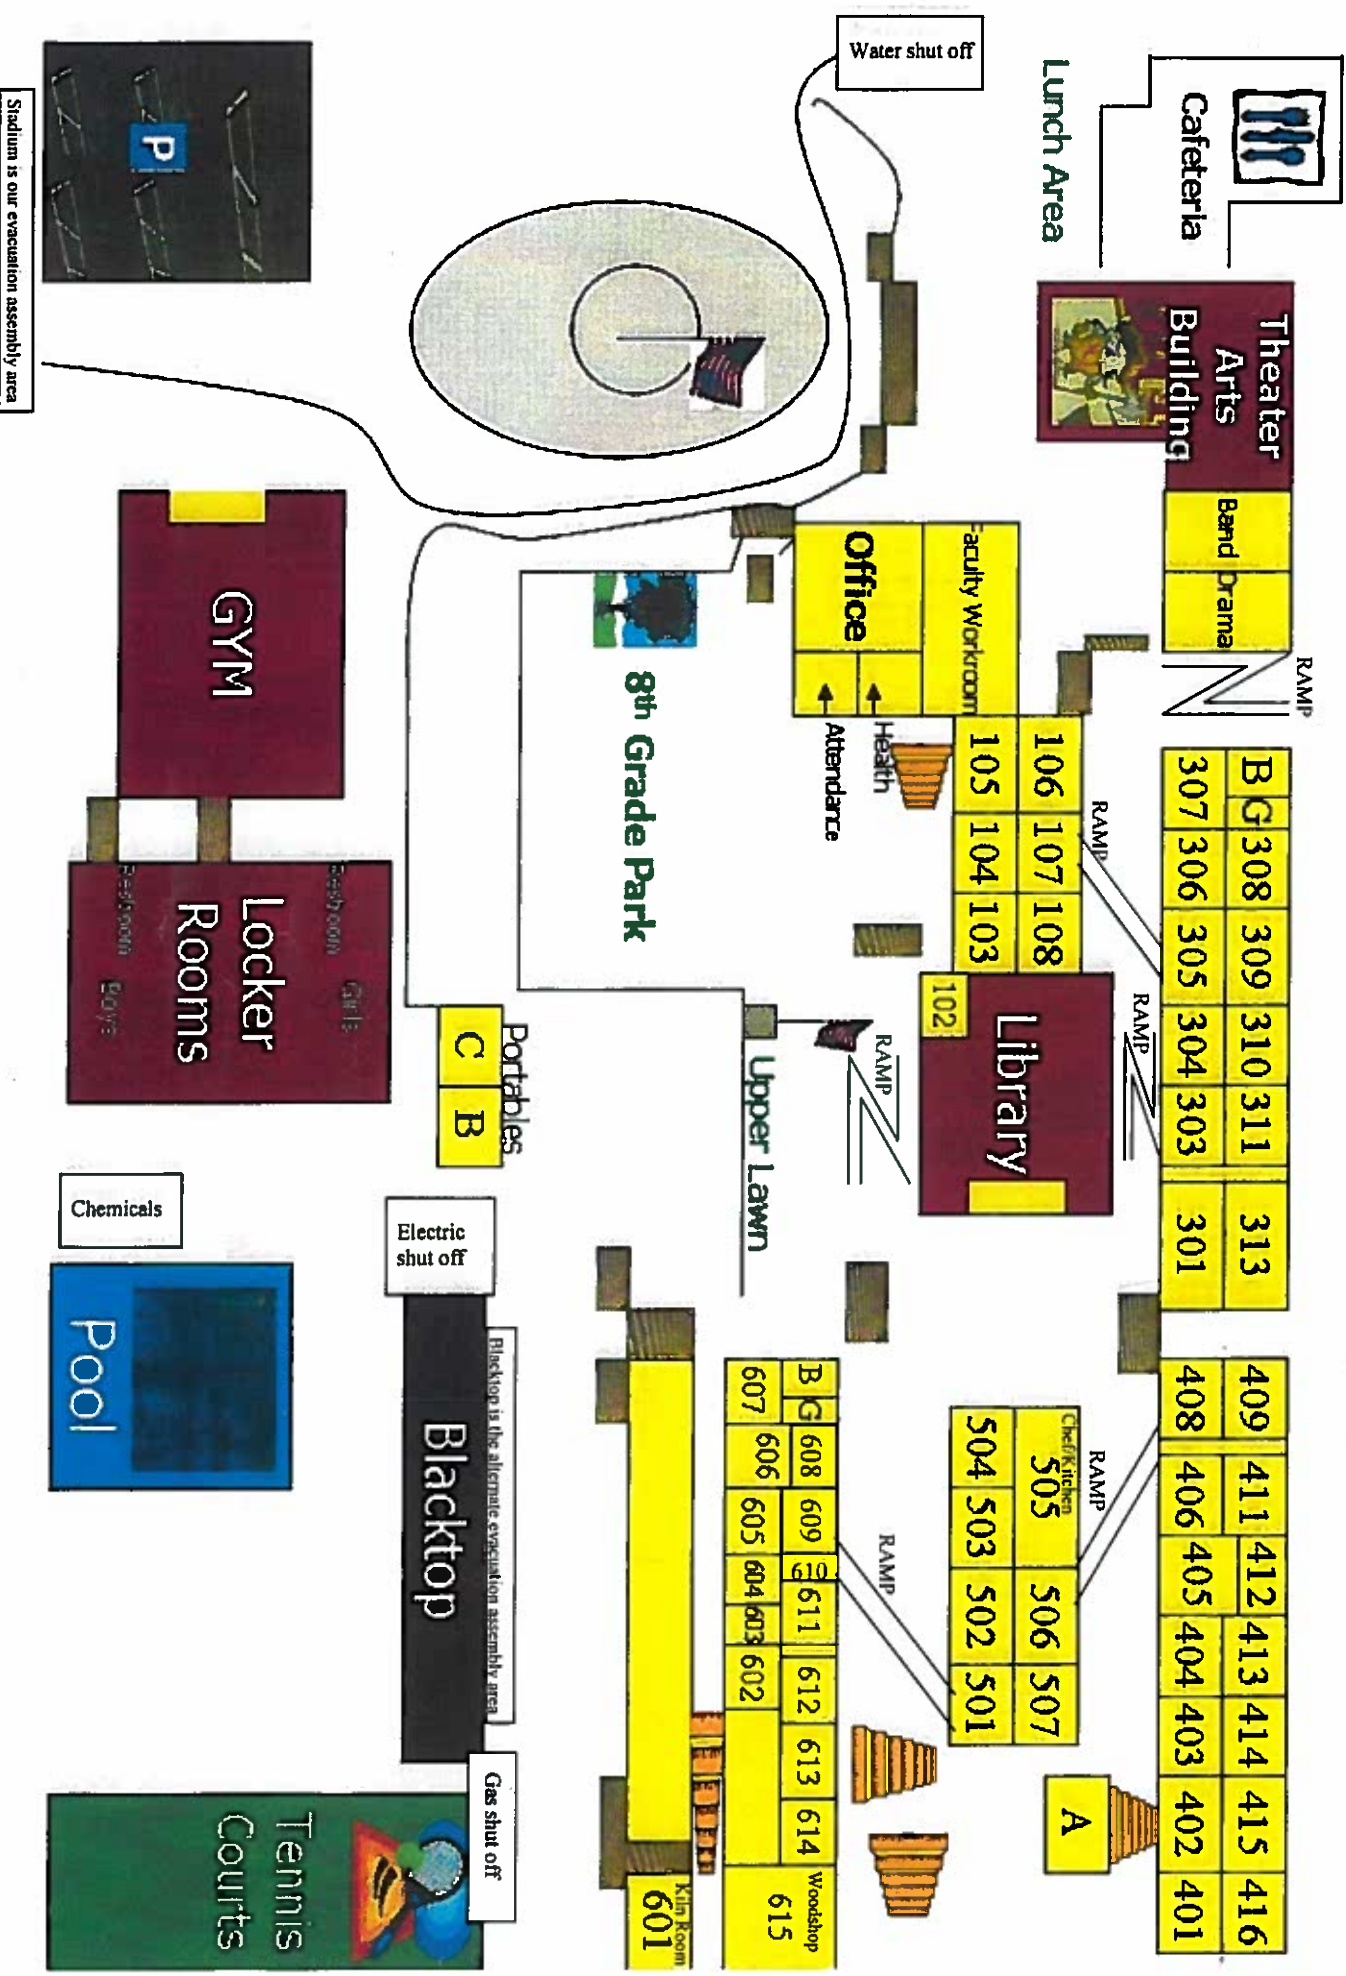 Water shut off
Cafeteria
Lunch Area
Theater
Arts
Building
Band
Drama
RAMP
P
Stadium is our evacuation assembly area
Faculty Workroom
Office
Health
Attendance
8th Grade Park
B G 308 309 310 311 313
307 306 305 304 303 301
RAMP
RAMP
106 107 108
105 104 103
Library
102
RAMP
Upper Lawn
409 411 412 413 414 415 416
408 406 405 404 403 402 401
RAMP
A
Chef/Kitchen
505 506 507
504 503 502 501
RAMP
B G 608 609 610 611 612 613 614
607 606 605 604 603 602
Woodshop
615
Kiln Room
601
GYM
Restroom Girls
Locker
Rooms
Restroom Boys
Portables
C B
Chemicals
Pool
Electric
shut off
Blacktop is the alternate evacuation assembly area
Blacktop
Gas shut off
Tennis
Courts